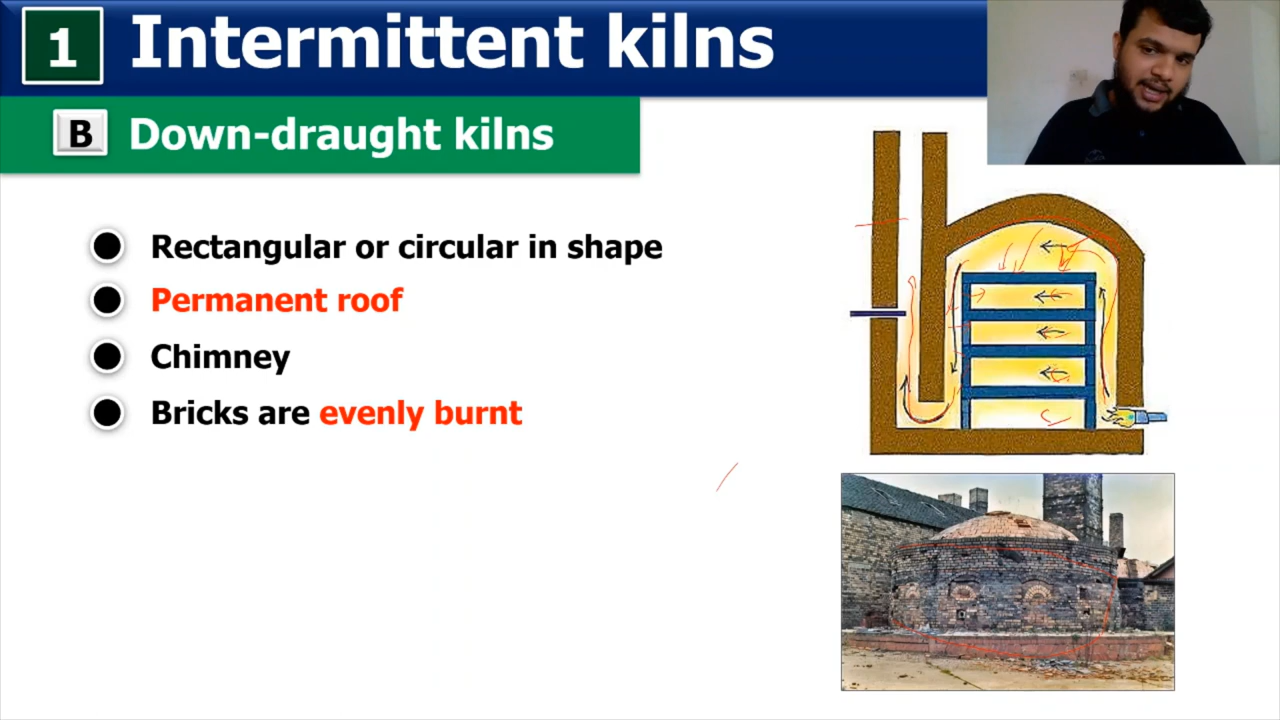 1 Intermittent kilns
B Down-draught kilns
Rectangular or circular in shape
Permanent roof
Chimney
Bricks are evenly burnt